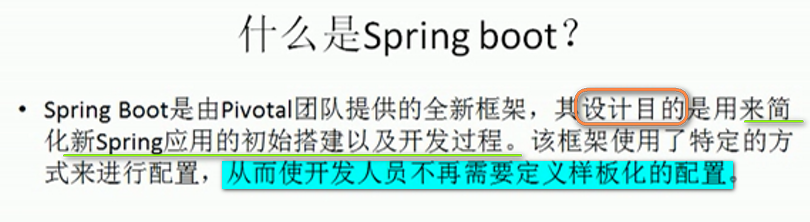 什么是Spring boot？
• Spring Boot是由Pivotal团队提供的全新框架，其设计目的是用来简
化新Spring应用的初始搭建以及开发过程。该框架使用了特定的方
式来进行配置，从而使开发人员不再需要定义样板化的配置。